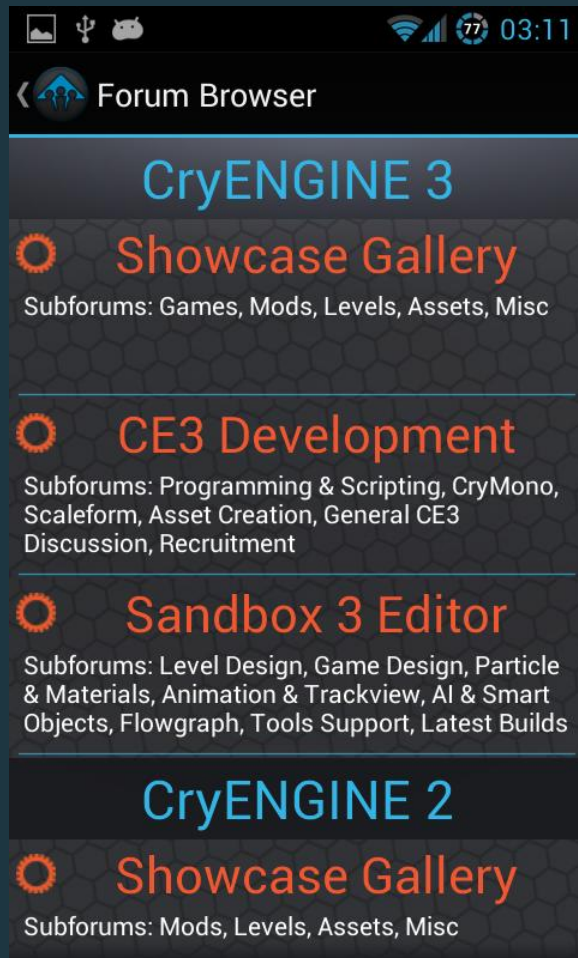 77 03:11
Forum Browser
CryENGINE 3
Showcase Gallery
Subforums: Games, Mods, Levels, Assets, Misc
CE3 Development
Subforums: Programming & Scripting, CryMono,
Scaleform, Asset Creation, General CE3
Discussion, Recruitment
Sandbox 3 Editor
Subforums: Level Design, Game Design, Particle
& Materials, Animation & Trackview, AI & Smart
Objects, Flowgraph, Tools Support, Latest Builds
CryENGINE 2
Showcase Gallery
Subforums: Mods, Levels, Assets, Misc